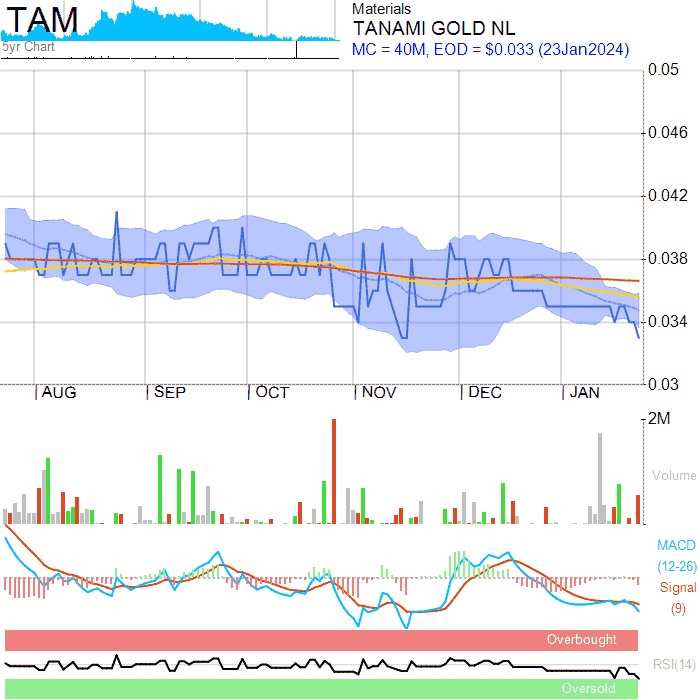 TAM
5yr Chart
Materials
TANAMI GOLD NL
MC = 40M, EOD = $0.033 (23Jan2024)
0.05
0.046
0.042
0.038
0.034
0.03
AUG SEP OCT NOV DEC JAN
2M
Volume
MACD
(12-26)
Signal
(9)
Overbought
RSI(14)
Oversold